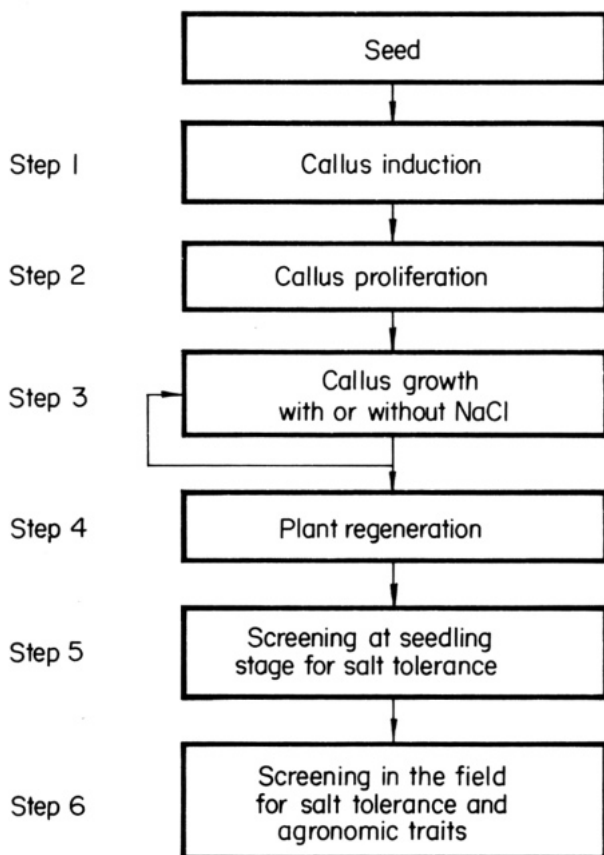 Seed
Step 1
Callus induction
Step 2
Callus proliferation
Step 3
Callus growth
with or without NaCl
Step 4
Plant regeneration
Step 5
Screening at seedling
stage for salt tolerance
Step 6
Screening in the field
for salt tolerance and
agronomic traits